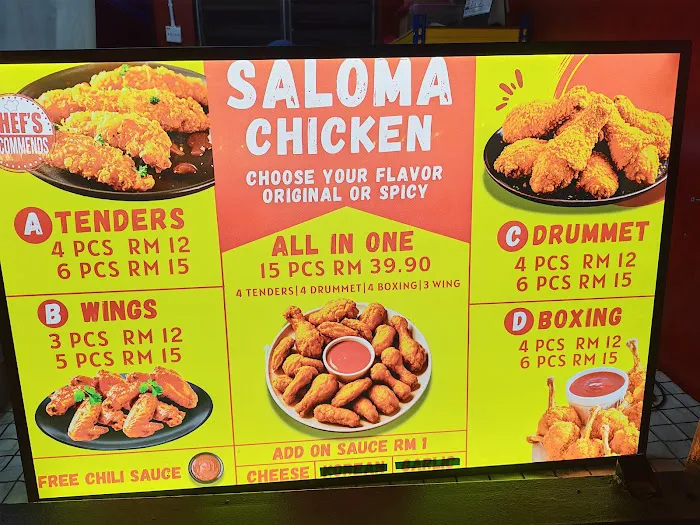 HEF'S
COMMENDS
A TENDERS
4 PCS RM 12
6 PCS RM 15
B WINGS
3 PCS RM 12
5 PCS RM 15
FREE CHILI SAUCE
SALOMA
CHICKEN
CHOOSE YOUR FLAVOR
ORIGINAL OR SPICY
ALL IN ONE
15 PCS RM 39.90
4 TENDERS|4 DRUMMET|4 BOXING|3 WING
ADD ON SAUCE RM 1
CHEESE KOREAN GARLIC
C DRUMMET
4 PCS RM 12
6 PCS RM 15
D BOXING
4 PCS RM 12
6 PCS RM 15